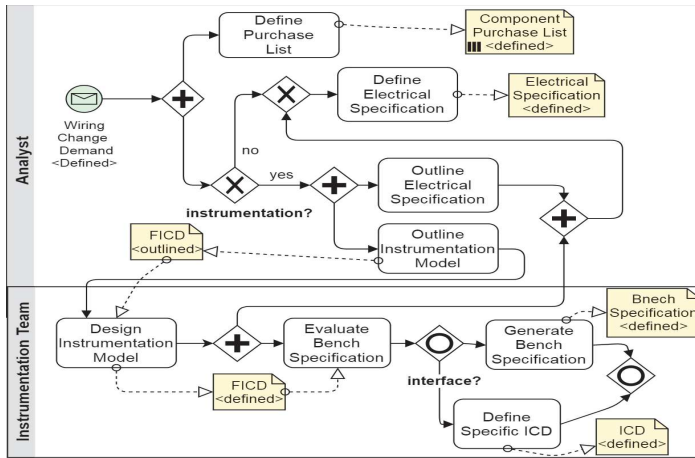 Analyst
Define
Purchase
List
Component
Purchase List
<defined>
Wiring
Change
Demand
<Defined>
Define
Electrical
Specification
Electrical
Specification
<defined>
no
yes
instrumentation?
Outline
Electrical
Specification
FICD
<outlined>
Outline
Instrumentation
Model
Instrumentation Team
Design
Instrumentation
Model
FICD
<defined>
Evaluate
Bench
Specification
interface?
Generate
Bench
Specification
Bnech
Specification
<defined>
Define
Specific ICD
ICD
<defined>